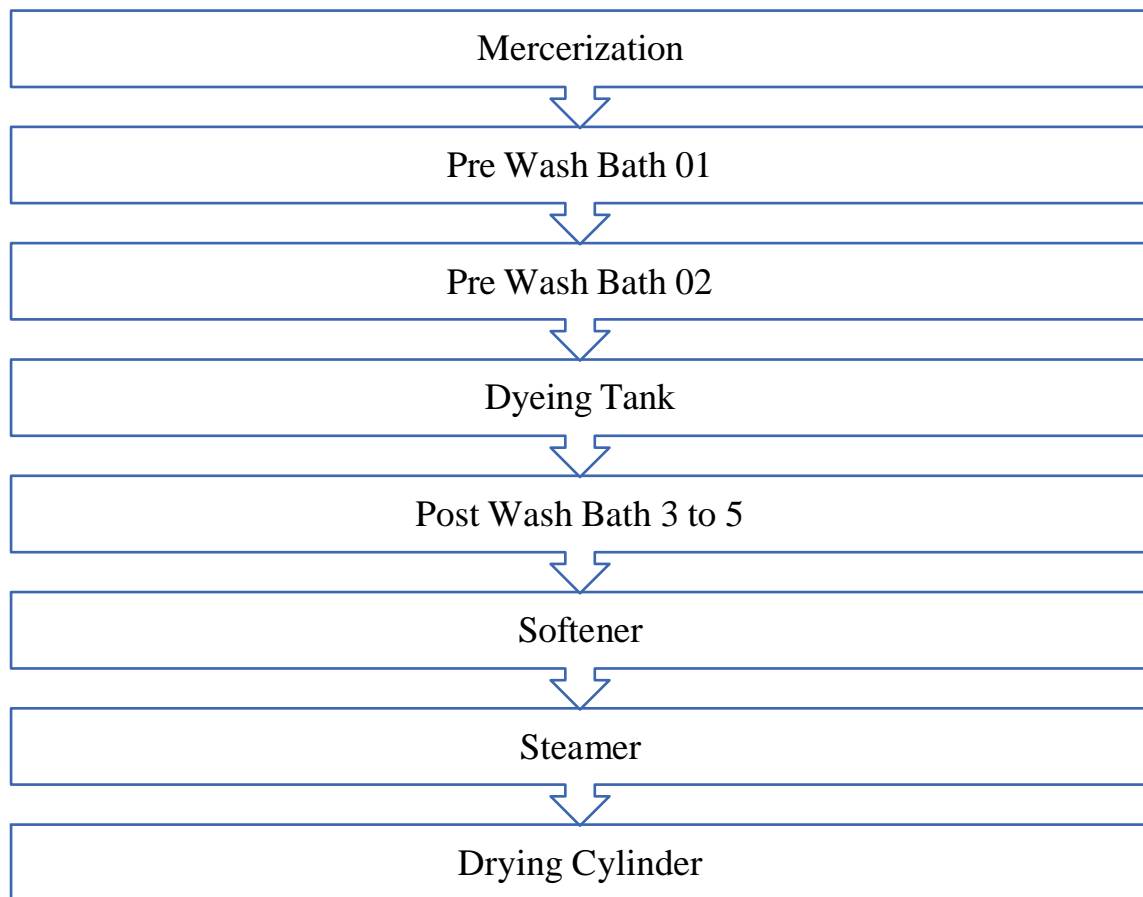 Mercerization
Pre Wash Bath 01
Pre Wash Bath 02
Dyeing Tank
Post Wash Bath 3 to 5
Softener
Steamer
Drying Cylinder